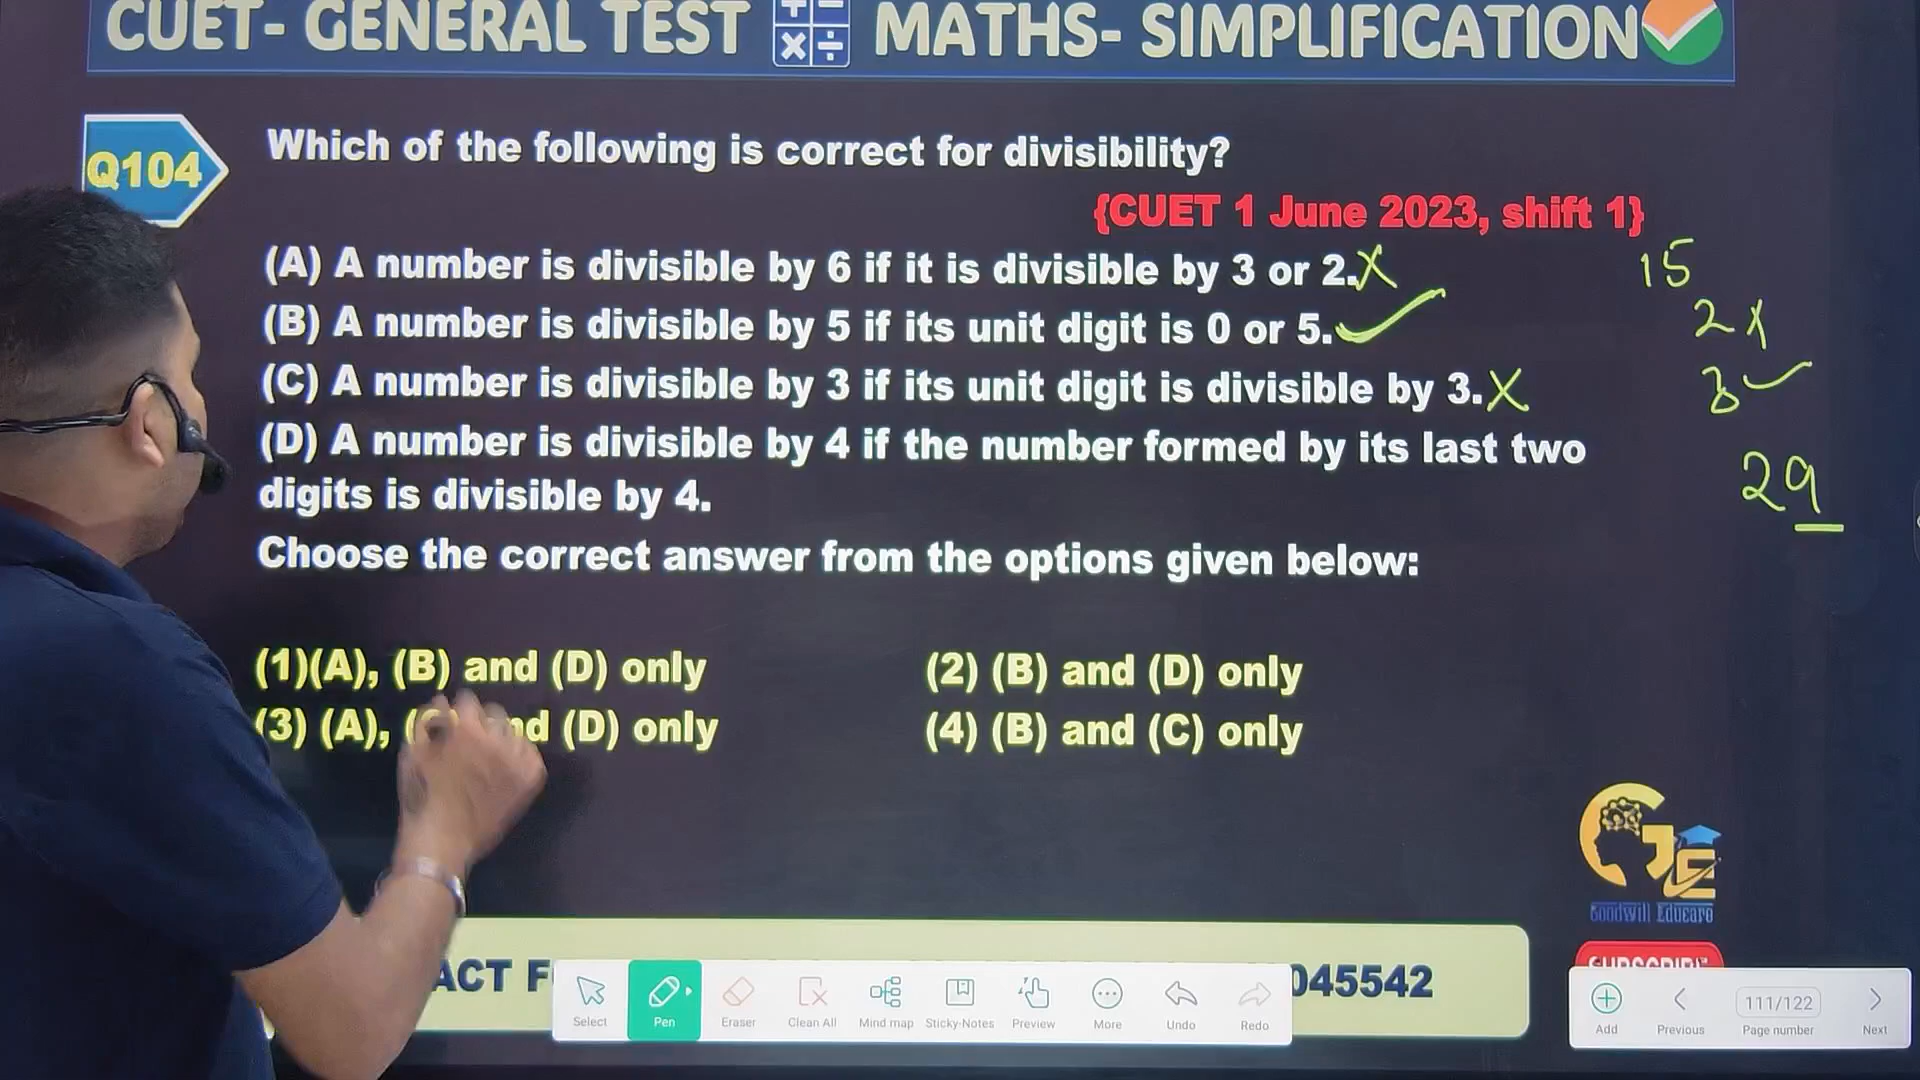 CUET- GENERAL TEST MATHS- SIMPLIFICATION
Q104
Which of the following is correct for divisibility?
{CUET 1 June 2023, shift 1}
(A) A number is divisible by 6 if it is divisible by 3 or 2. X
(B) A number is divisible by 5 if its unit digit is 0 or 5.
(C) A number is divisible by 3 if its unit digit is divisible by 3. X
(D) A number is divisible by 4 if the number formed by its last two
digits is divisible by 4.
15
2 X
3
29
Choose the correct answer from the options given below:
(1)(A), (B) and (D) only
(2) (B) and (D) only
(3) (A), and (D) only
(4) (B) and (C) only
Goodwill Educare
SUBSCRIBE
045542
Select
Pen
Eraser
Clean All
Mind map
Sticky-Notes
Preview
More
Undo
Redo
Add
Previous
111/122
Page number
Next